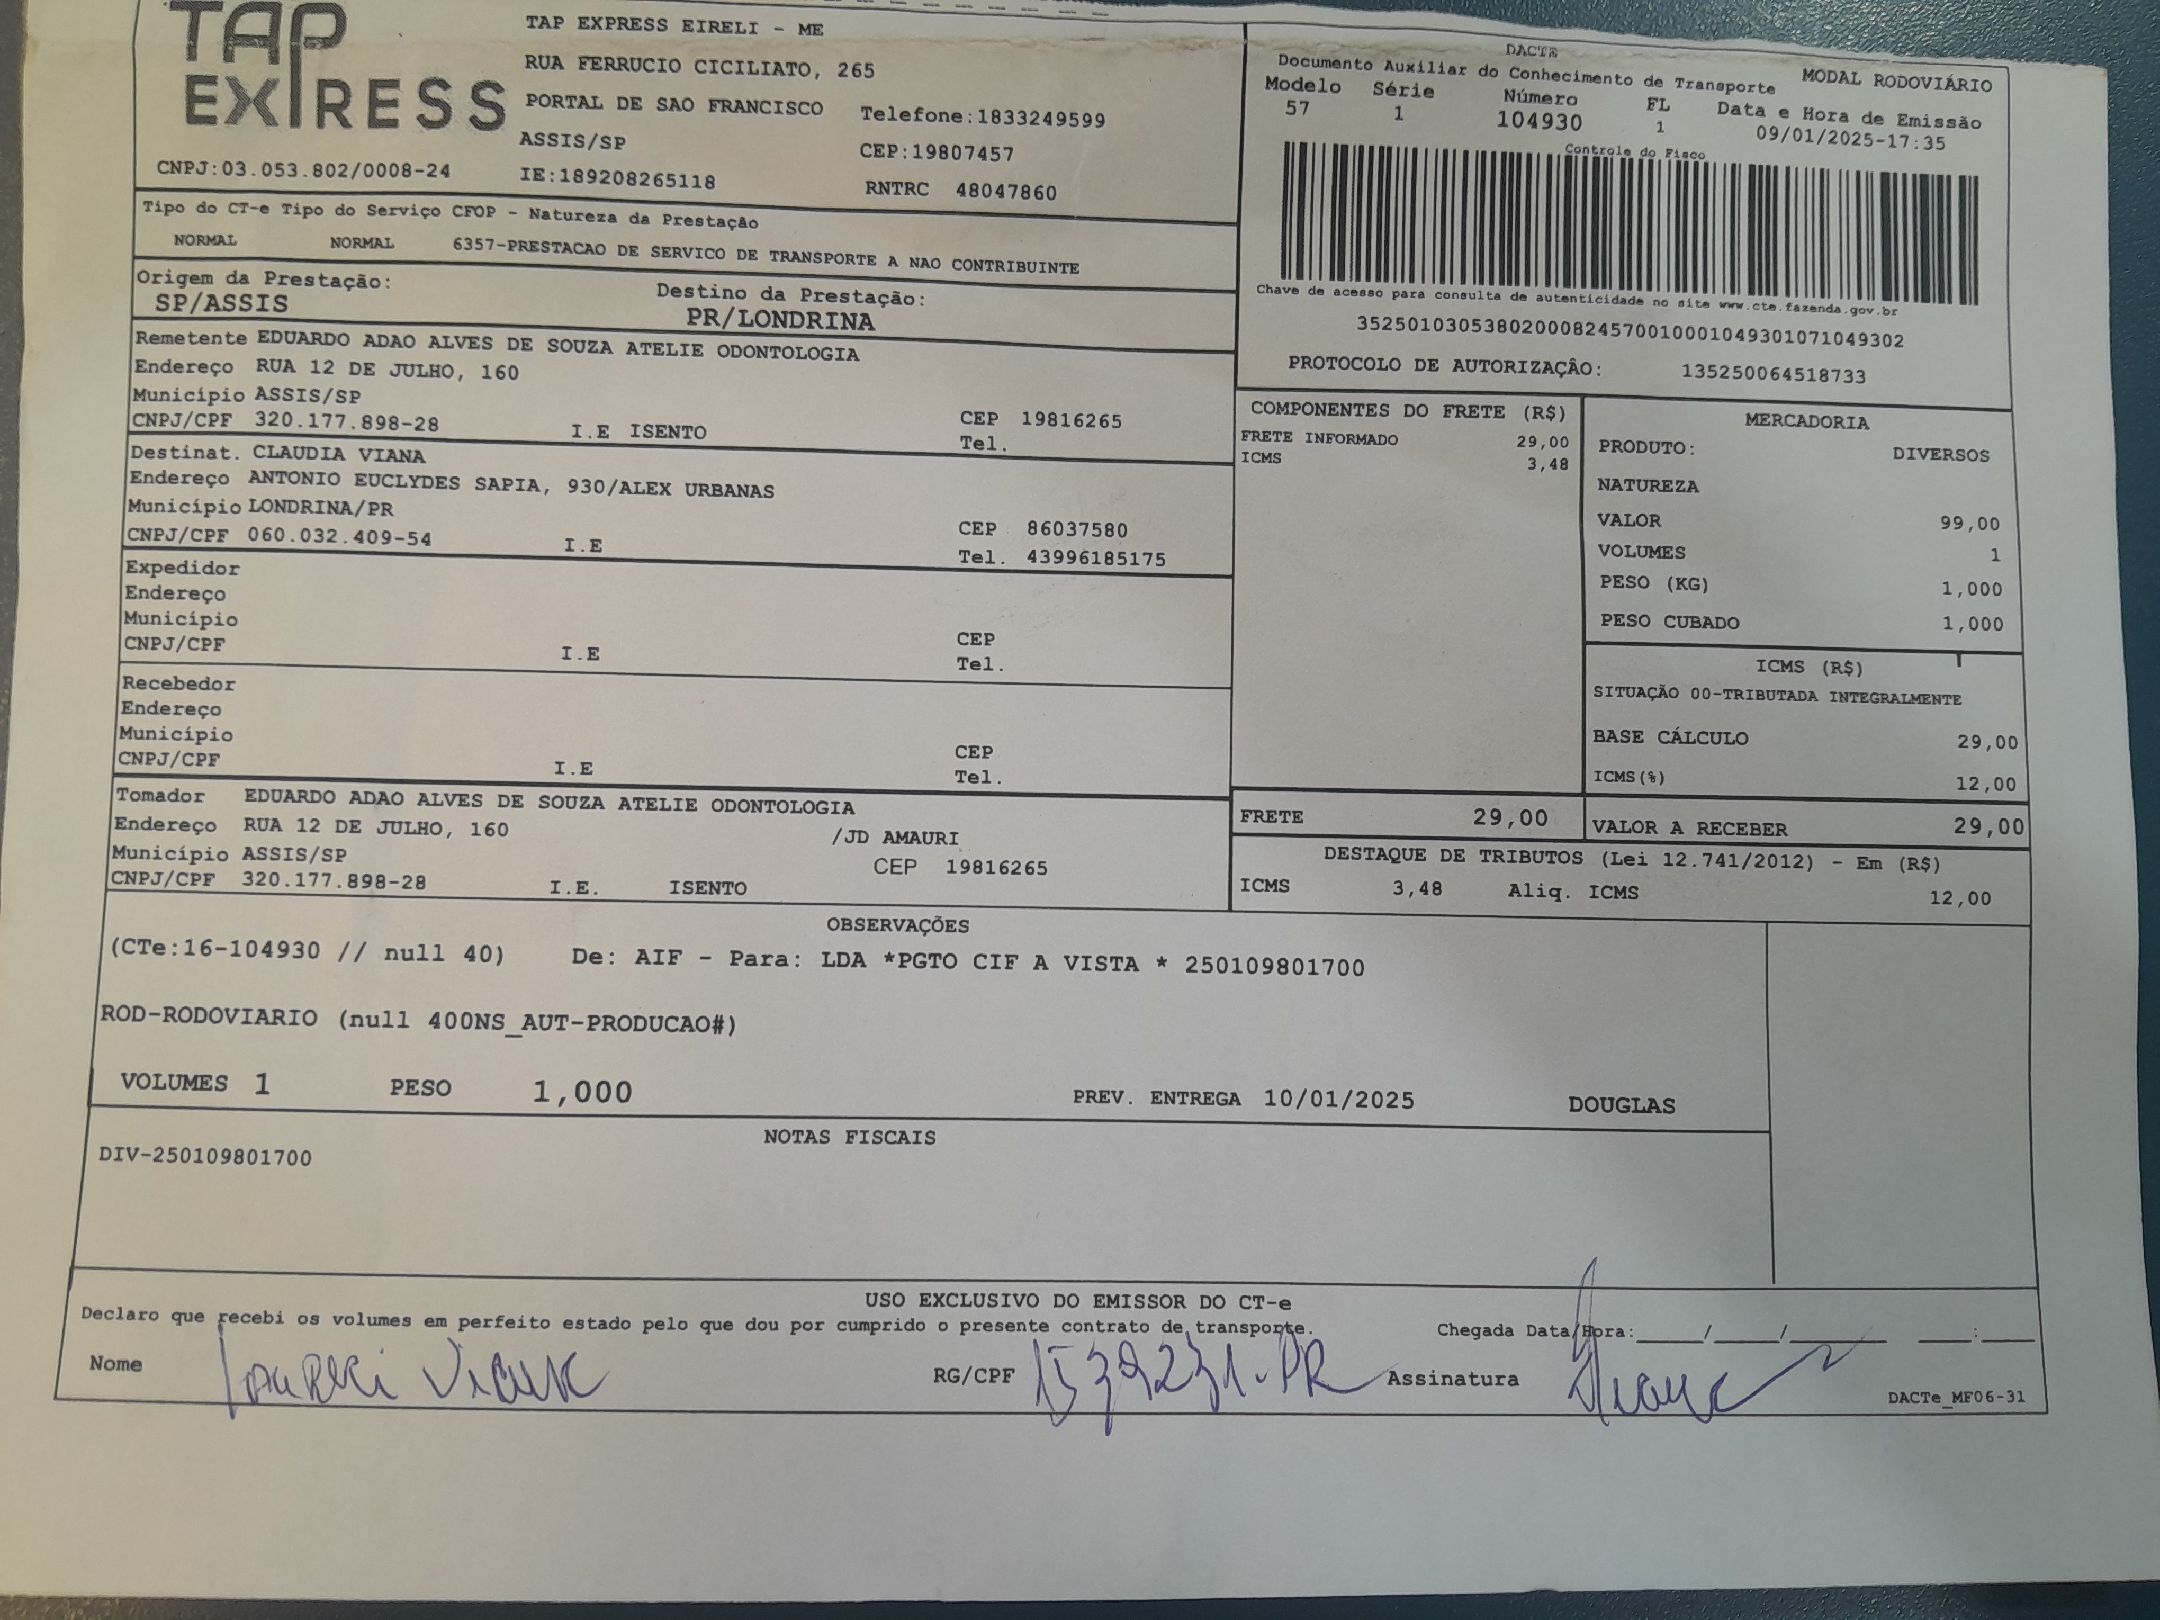 TAP
EXPRESS
TAP EXPRESS EIRELI - ME
RUA FERRUCIO CICILIATO, 265
PORTAL DE SAO FRANCISCO Telefone:1833249599
ASSIS/SP CEP:19807457
CNPJ:03.053.802/0008-24 IE:189208265118 RNTRC 48047860
DACTe
Documento Auxiliar do Conhecimento de Transporte MODAL RODOVIÁRIO
Modelo Série Número FL Data e Hora de Emissão
57 1 104930 1 09/01/2025-17:35
Controle do Fisco
Chave de acesso para consulta de autenticidade no site www.cte.fazenda.gov.br
35250103053802000824570010001049301071049302
PROTOCOLO DE AUTORIZAÇÃO: 135250064518733
Tipo do CT-e Tipo do Serviço CFOP - Natureza da Prestação
NORMAL NORMAL 6357-PRESTACAO DE SERVICO DE TRANSPORTE A NAO CONTRIBUINTE
Origem da Prestação: Destino da Prestação:
SP/ASSIS PR/LONDRINA
Remetente EDUARDO ADAO ALVES DE SOUZA ATELIE ODONTOLOGIA
Endereço RUA 12 DE JULHO, 160
Município ASSIS/SP CEP 19816265
CNPJ/CPF 320.177.898-28 I.E ISENTO Tel.
Destinat. CLAUDIA VIANA
Endereço ANTONIO EUCLYDES SAPIA, 930/ALEX URBANAS
Município LONDRINA/PR CEP 86037580
CNPJ/CPF 060.032.409-54 I.E Tel. 43996185175
Expedidor
Endereço
Município CEP
CNPJ/CPF I.E Tel.
Recebedor
Endereço
Município CEP
CNPJ/CPF I.E Tel.
Tomador EDUARDO ADAO ALVES DE SOUZA ATELIE ODONTOLOGIA
Endereço RUA 12 DE JULHO, 160 /JD AMAURI
Município ASSIS/SP CEP 19816265
CNPJ/CPF 320.177.898-28 I.E. ISENTO
COMPONENTES DO FRETE (R$)
FRETE INFORMADO 29,00
ICMS 3,48
MERCADORIA
PRODUTO: DIVERSOS
NATUREZA
VALOR 99,00
VOLUMES 1
PESO (KG) 1,000
PESO CUBADO 1,000
ICMS (R$)
SITUAÇÃO 00-TRIBUTADA INTEGRALMENTE
BASE CÁLCULO 29,00
ICMS(%) 12,00
FRETE 29,00 VALOR A RECEBER 29,00
DESTAQUE DE TRIBUTOS (Lei 12.741/2012) - Em (R$)
ICMS 3,48 Aliq. ICMS 12,00
OBSERVAÇÕES
(CTe:16-104930 // null 40) De: AIF - Para: LDA *PGTO CIF A VISTA * 250109801700
ROD-RODOVIARIO (null 400NS_AUT-PRODUCAO#)
VOLUMES 1 PESO 1,000 PREV. ENTREGA 10/01/2025 DOUGLAS
NOTAS FISCAIS
DIV-250109801700
USO EXCLUSIVO DO EMISSOR DO CT-e
Declaro que recebi os volumes em perfeito estado pelo que dou por cumprido o presente contrato de transporte. Chegada Data/Hora:____/____/______ ___:___
Nome RG/CPF 1539231-PR Assinatura
DACTe_MF06-31